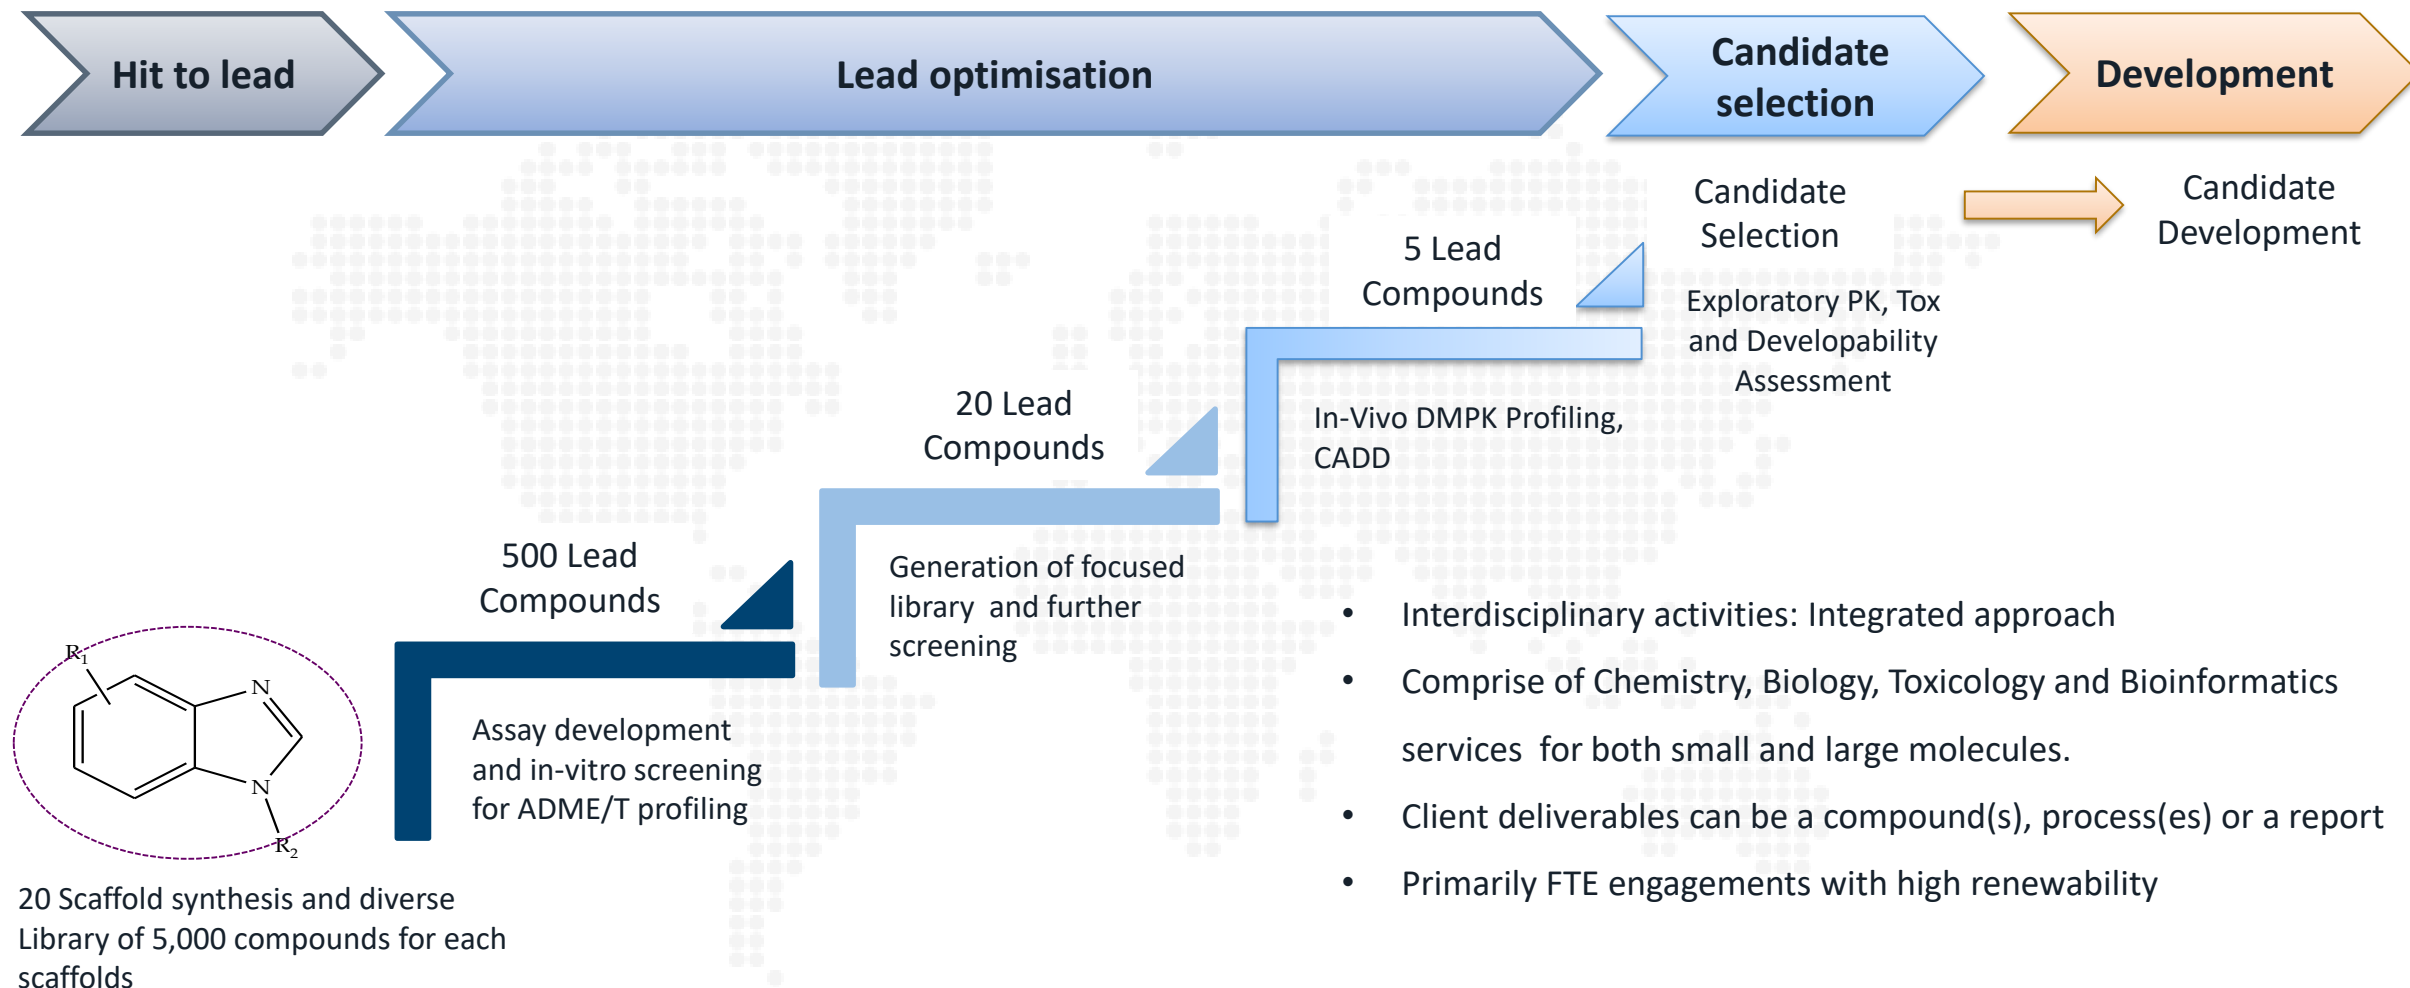 Hit to lead
Lead optimisation
Candidate
selection
Development
Candidate
Selection
Candidate
Development
5 Lead
Compounds
Exploratory PK, Tox
and Developability
Assessment
20 Lead
Compounds
In-Vivo DMPK Profiling,
CADD
500 Lead
Compounds
Generation of focused
library  and further
screening
R1
N
N
R2
Assay development
and in-vitro screening
for ADME/T profiling
20 Scaffold synthesis and diverse
Library of 5,000 compounds for each
scaffolds
• Interdisciplinary activities: Integrated approach
• Comprise of Chemistry, Biology, Toxicology and Bioinformatics
services  for both small and large molecules.
• Client deliverables can be a compound(s), process(es) or a report
• Primarily FTE engagements with high renewability